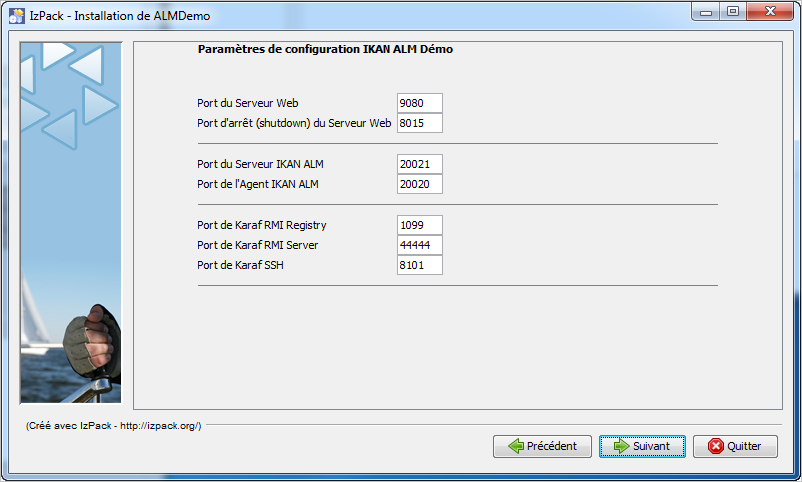 IzPack - Installation de ALMDemo
Paramètres de configuration IKAN ALM Démo
Port du Serveur Web 9080
Port d'arrêt (shutdown) du Serveur Web 8015
Port du Serveur IKAN ALM 20021
Port de l'Agent IKAN ALM 20020
Port de Karaf RMI Registry 1099
Port de Karaf RMI Server 44444
Port de Karaf SSH 8101
(Créé avec IzPack - http://izpack.org/)
Précédent Suivant Quitter